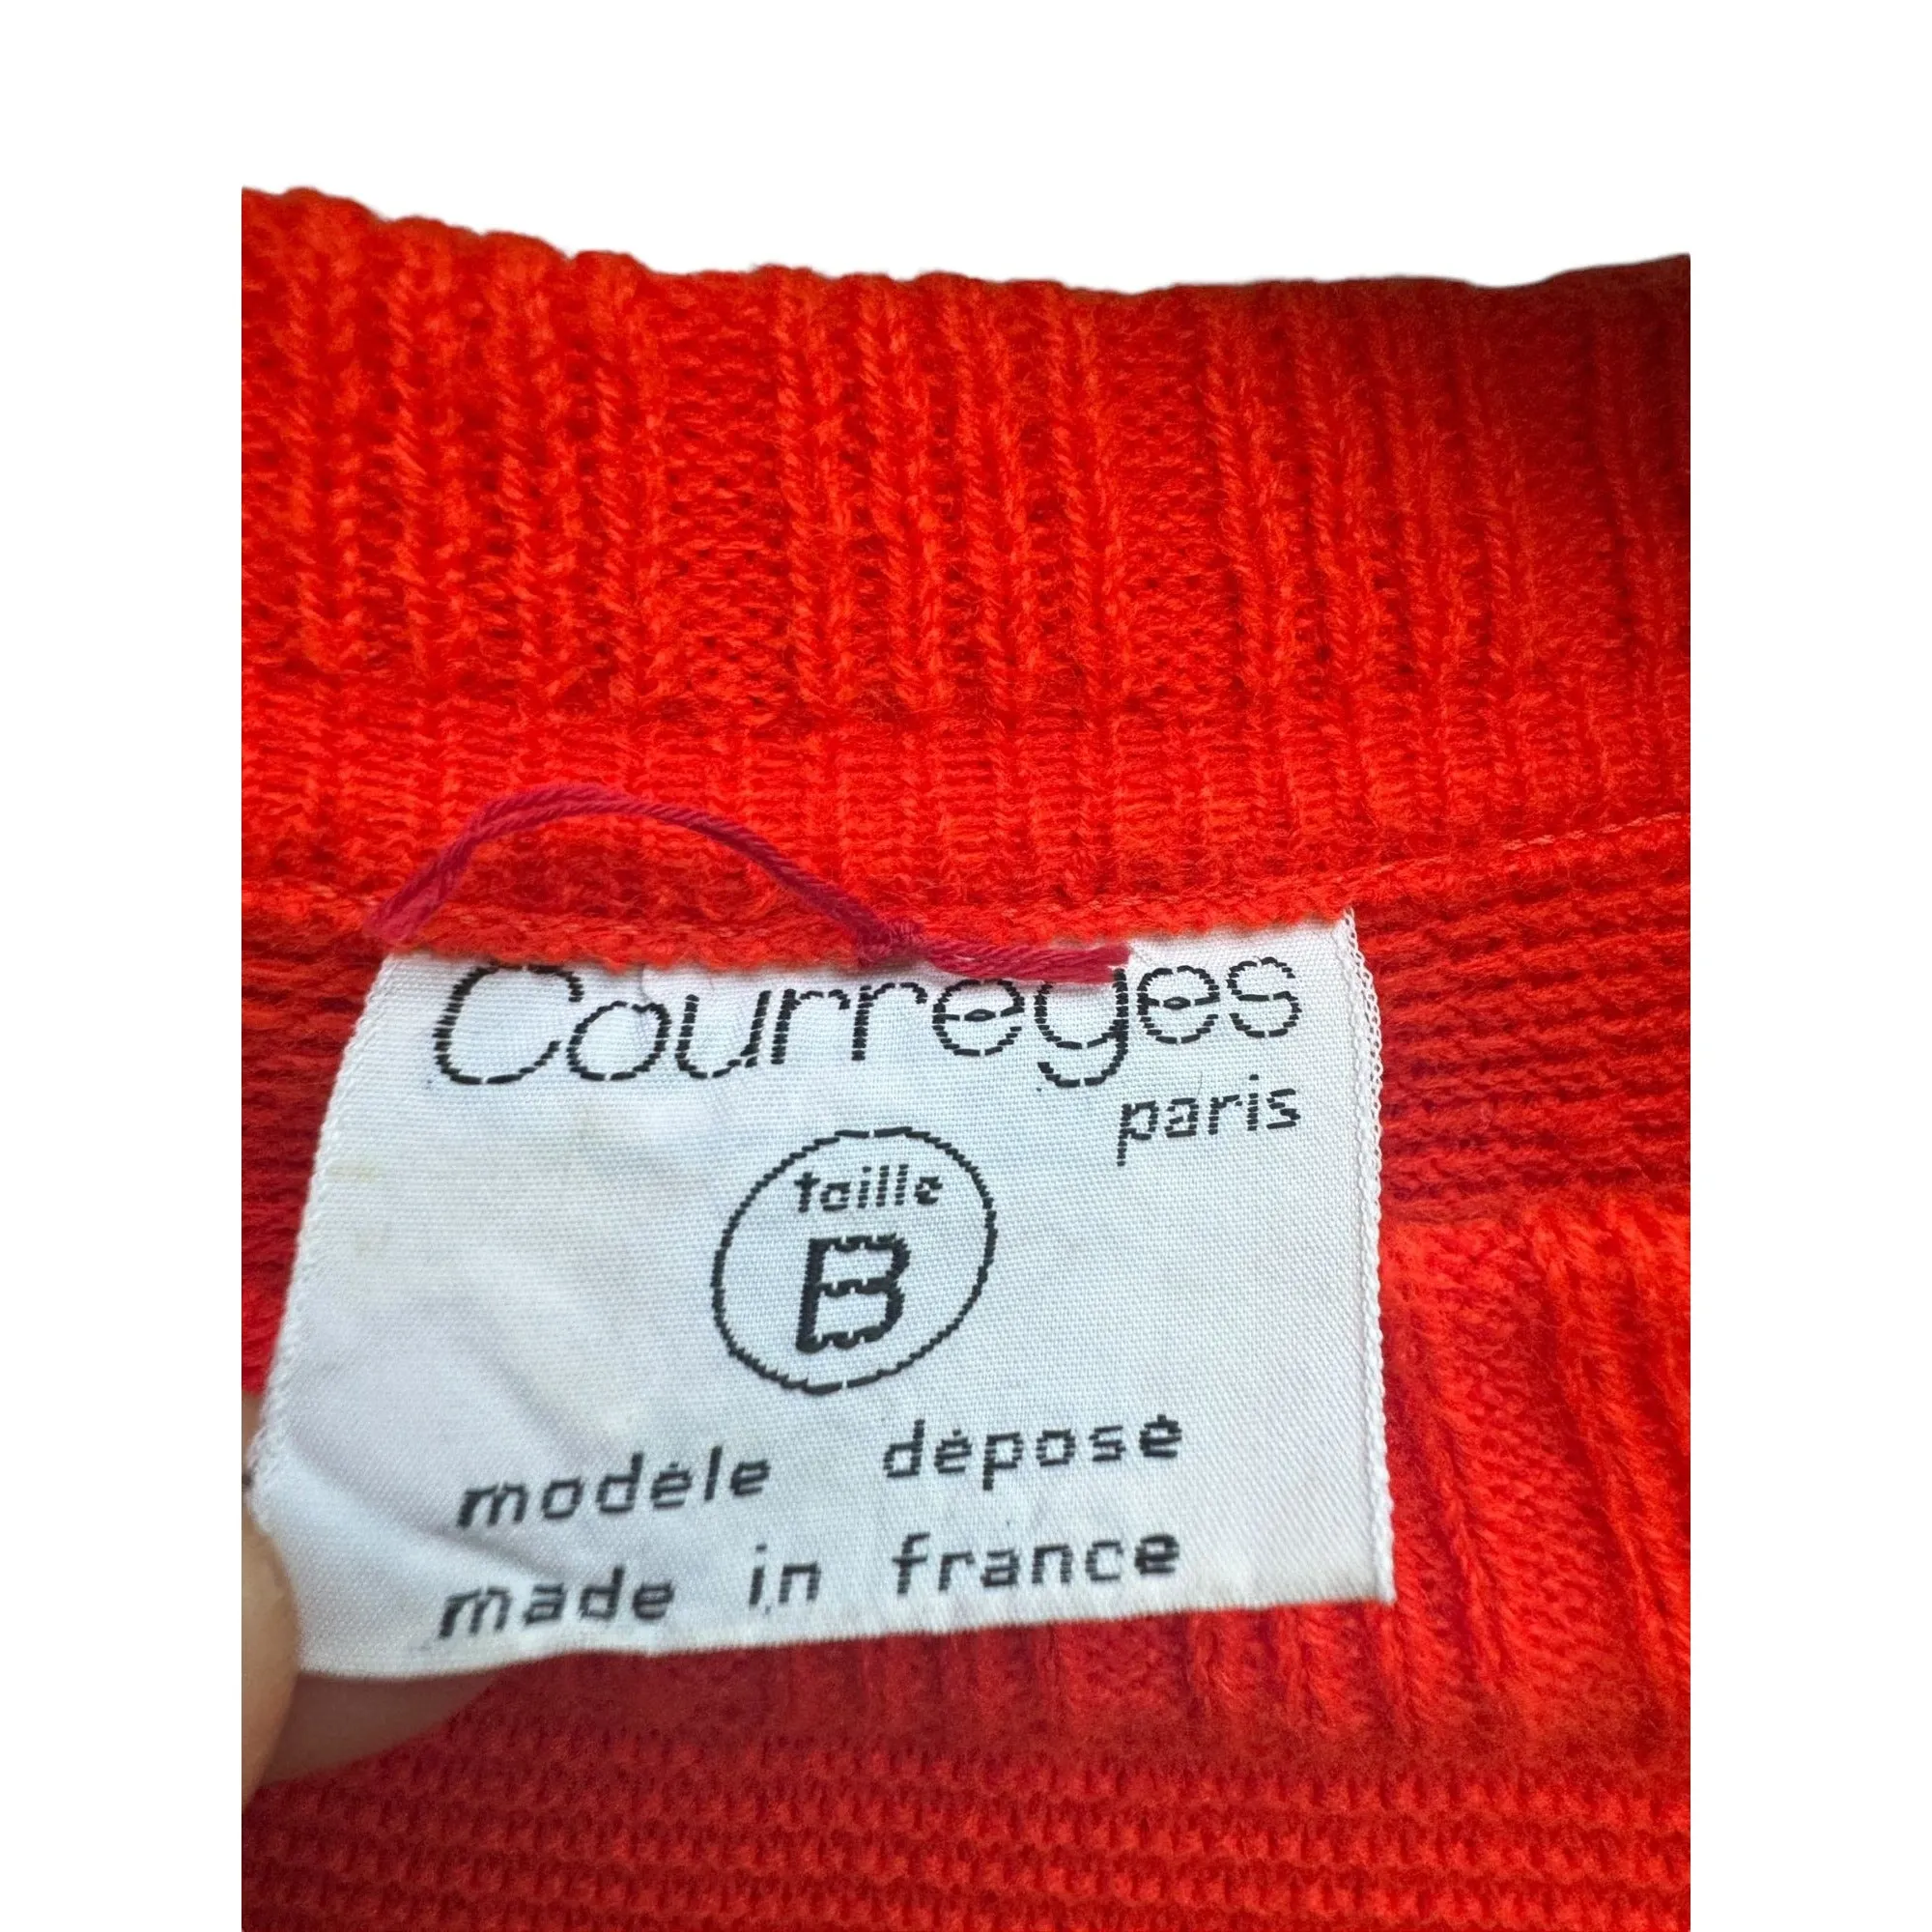 Courreges
paris
taille
B
modèle déposé
made in france